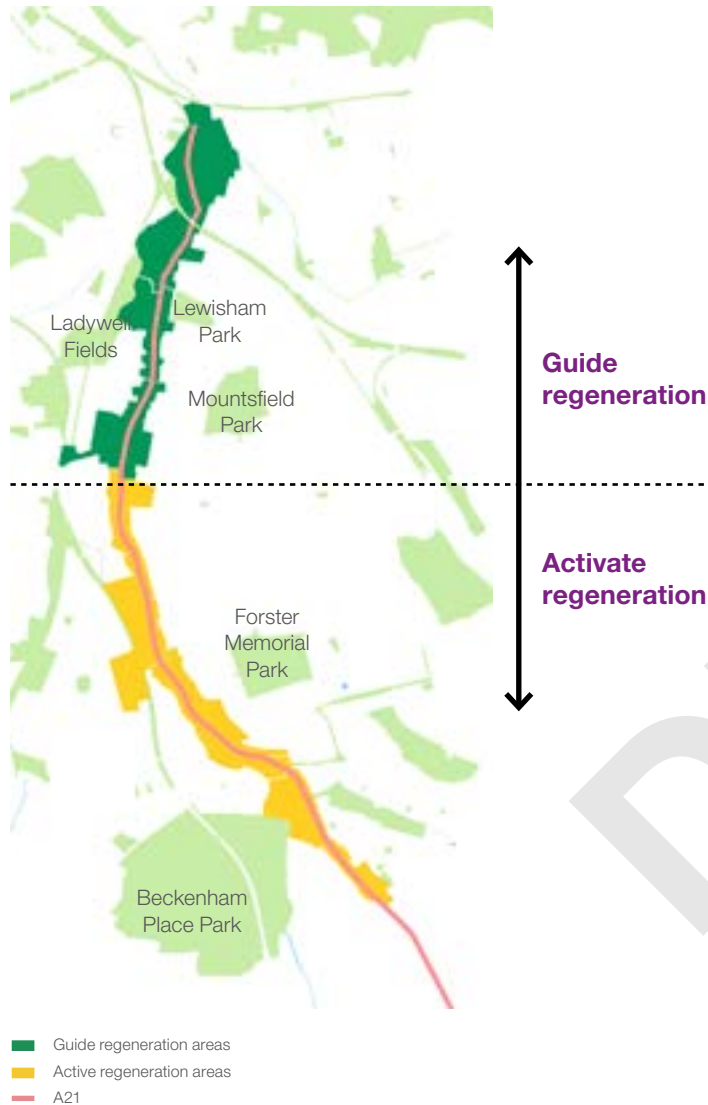 Ladywell
Fields
Lewisham
Park
Mountsfield
Park
Guide
regeneration
Activate
regeneration
Forster
Memorial
Park
Beckenham
Place Park
Guide regeneration areas
Active regeneration areas
A21